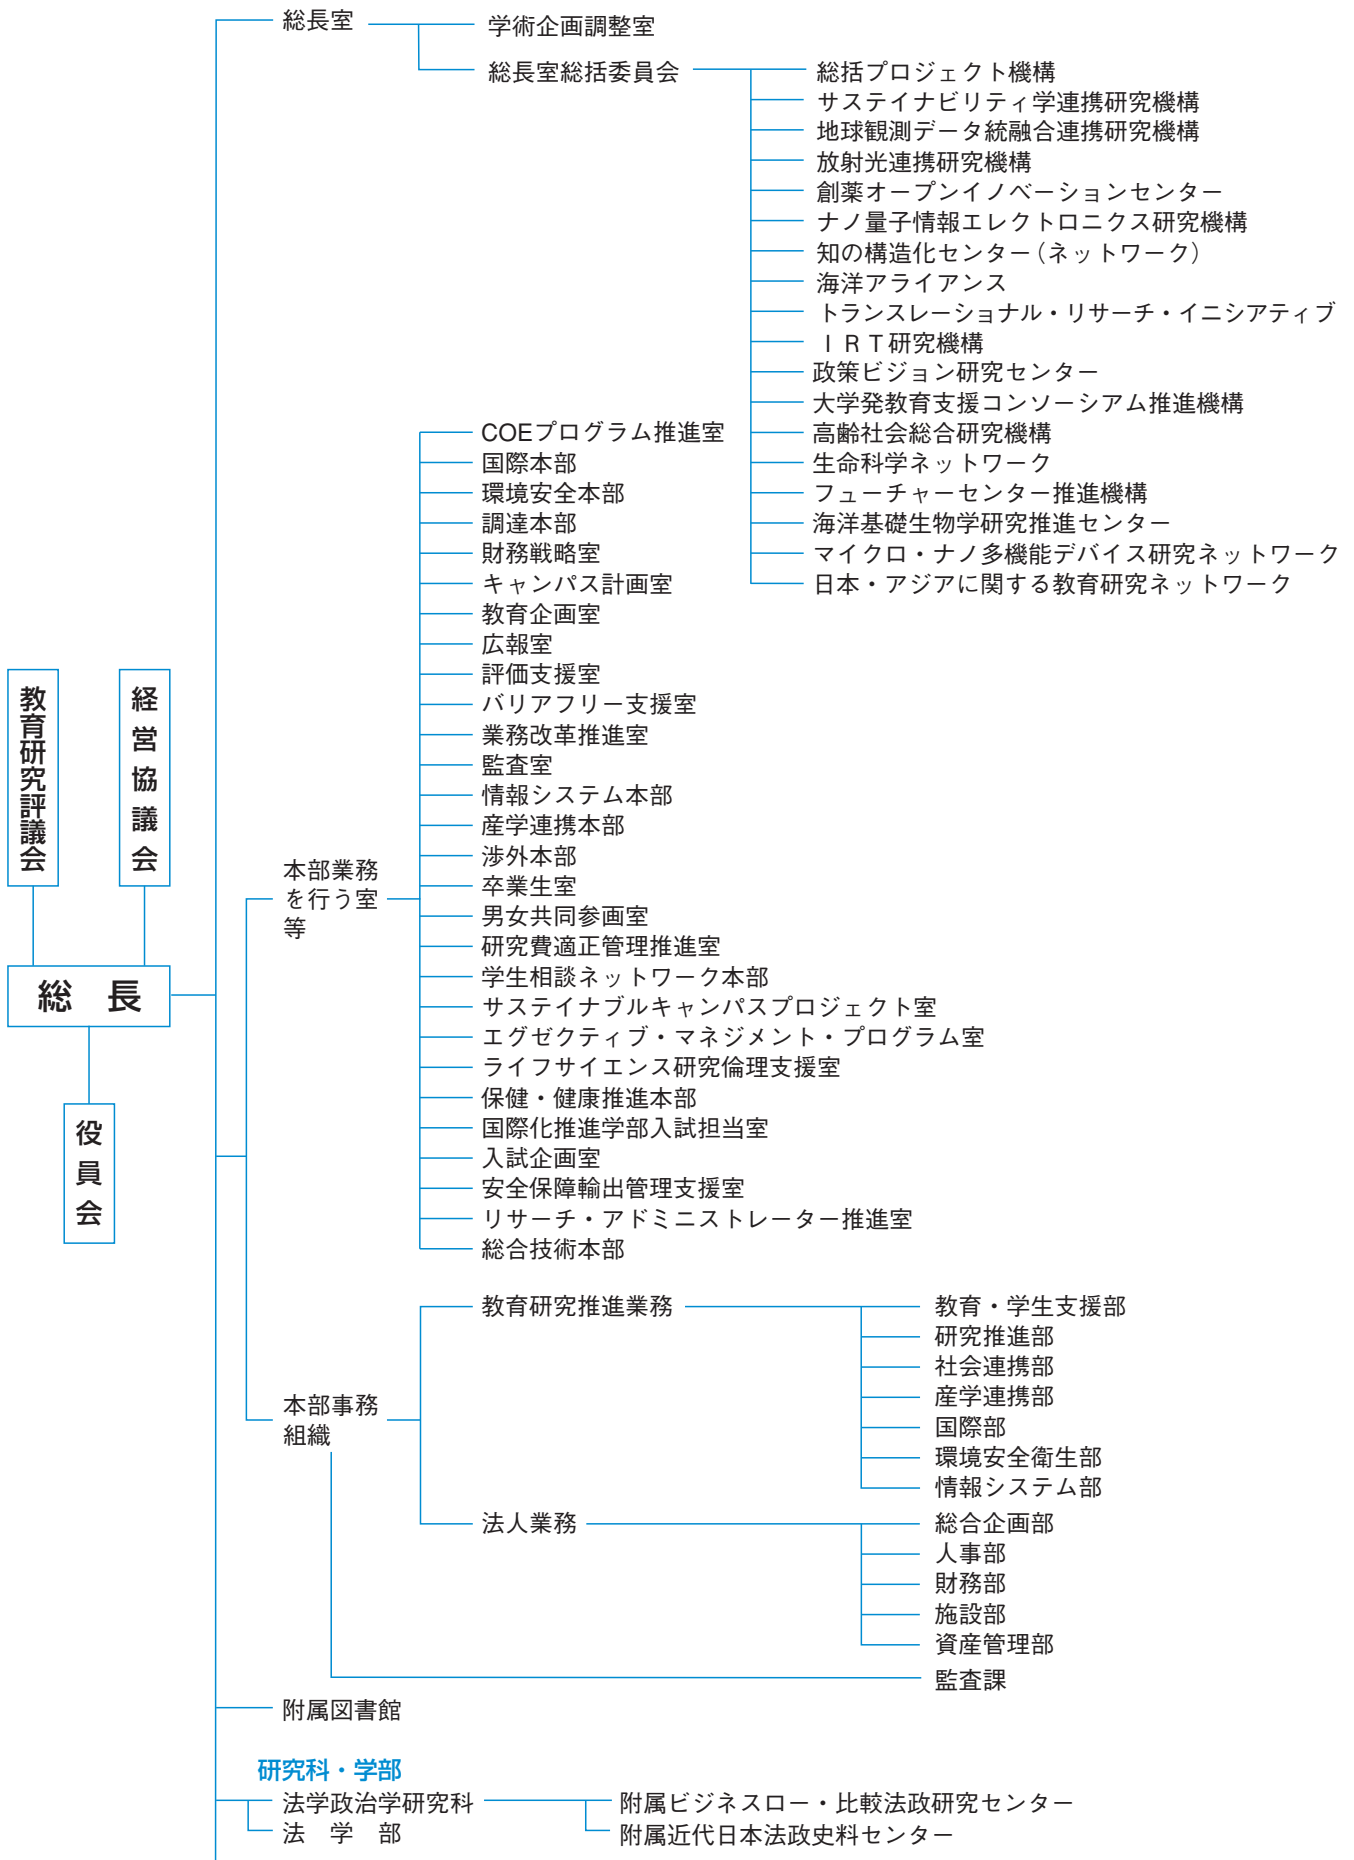 総長室
学術企画調整室
総長室総括委員会
総括プロジェクト機構
サステイナビリティ学連携研究機構
地球観測データ統融合連携研究機構
放射光連携研究機構
創薬オープンイノベーションセンター
ナノ量子情報エレクトロニクス研究機構
知の構造化センター（ネットワーク）
海洋アライアンス
トランスレーショナル・リサーチ・イニシアティブ
ＩＲＴ研究機構
政策ビジョン研究センター
大学発教育支援コンソーシアム推進機構
高齢社会総合研究機構
生命科学ネットワーク
フューチャーセンター推進機構
海洋基礎生物学研究推進センター
マイクロ・ナノ多機能デバイス研究ネットワーク
日本・アジアに関する教育研究ネットワーク
教育研究評議会
経営協議会
総　長
役員会
本部業務
を行う室
等
COEプログラム推進室
国際本部
環境安全本部
調達本部
財務戦略室
キャンパス計画室
教育企画室
広報室
評価支援室
バリアフリー支援室
業務改革推進室
監査室
情報システム本部
産学連携本部
渉外本部
卒業生室
男女共同参画室
研究費適正管理推進室
学生相談ネットワーク本部
サステイナブルキャンパスプロジェクト室
エグゼクティブ・マネジメント・プログラム室
ライフサイエンス研究倫理支援室
保健・健康推進本部
国際化推進学部入試担当室
入試企画室
安全保障輸出管理支援室
リサーチ・アドミニストレーター推進室
総合技術本部
本部事務
組織
教育研究推進業務
教育・学生支援部
研究推進部
社会連携部
産学連携部
国際部
環境安全衛生部
情報システム部
法人業務
総合企画部
人事部
財務部
施設部
資産管理部
監査課
附属図書館
研究科・学部
法学政治学研究科
附属ビジネスロー・比較法政研究センター
法　学　部
附属近代日本法政史料センター